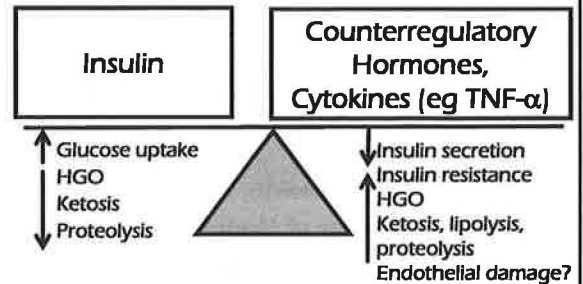 Insulin
Counterregulatory
Hormones,
Cytokines (eg TNF-α)
Glucose uptake
HGO
Ketosis
Proteolysis
Insulin secretion
Insulin resistance
HGO
Ketosis, lipolysis,
proteolysis
Endothelial damage?